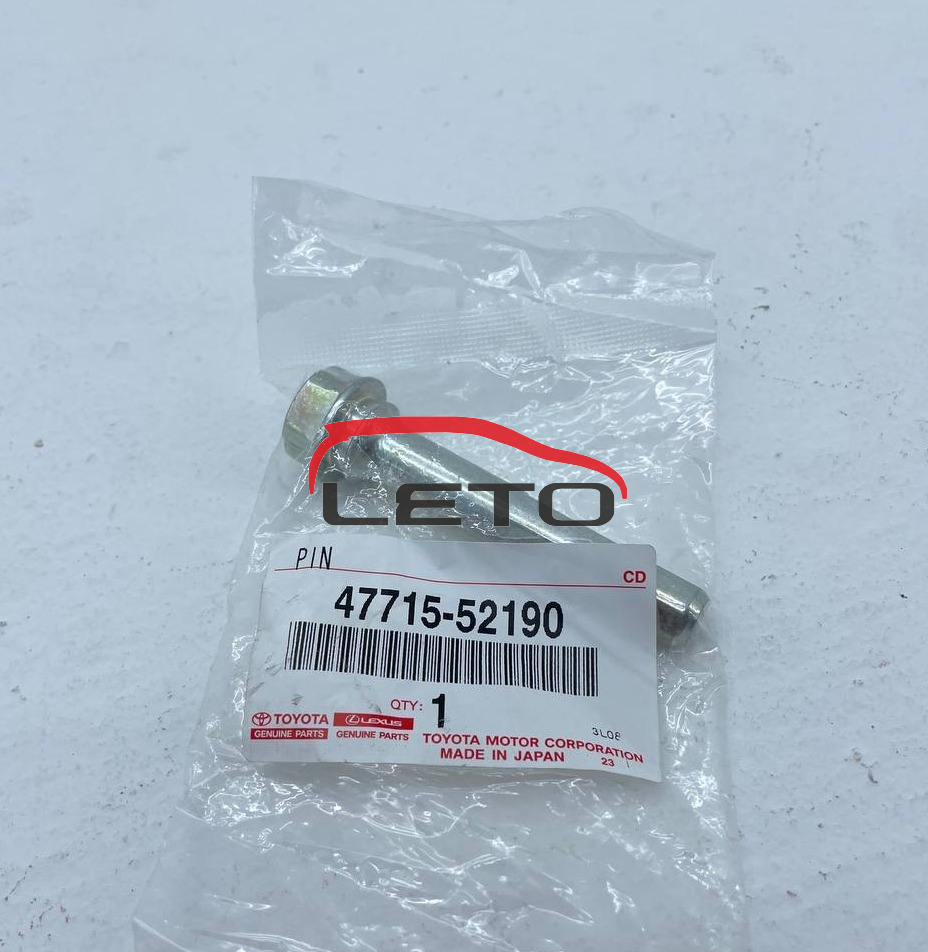 LETO
PIN
CD
47715-52190
QTY: 1
TOYOTA
GENUINE PARTS
LEXUS
GENUINE PARTS
TOYOTA MOTOR CORPORATION
MADE IN JAPAN
23